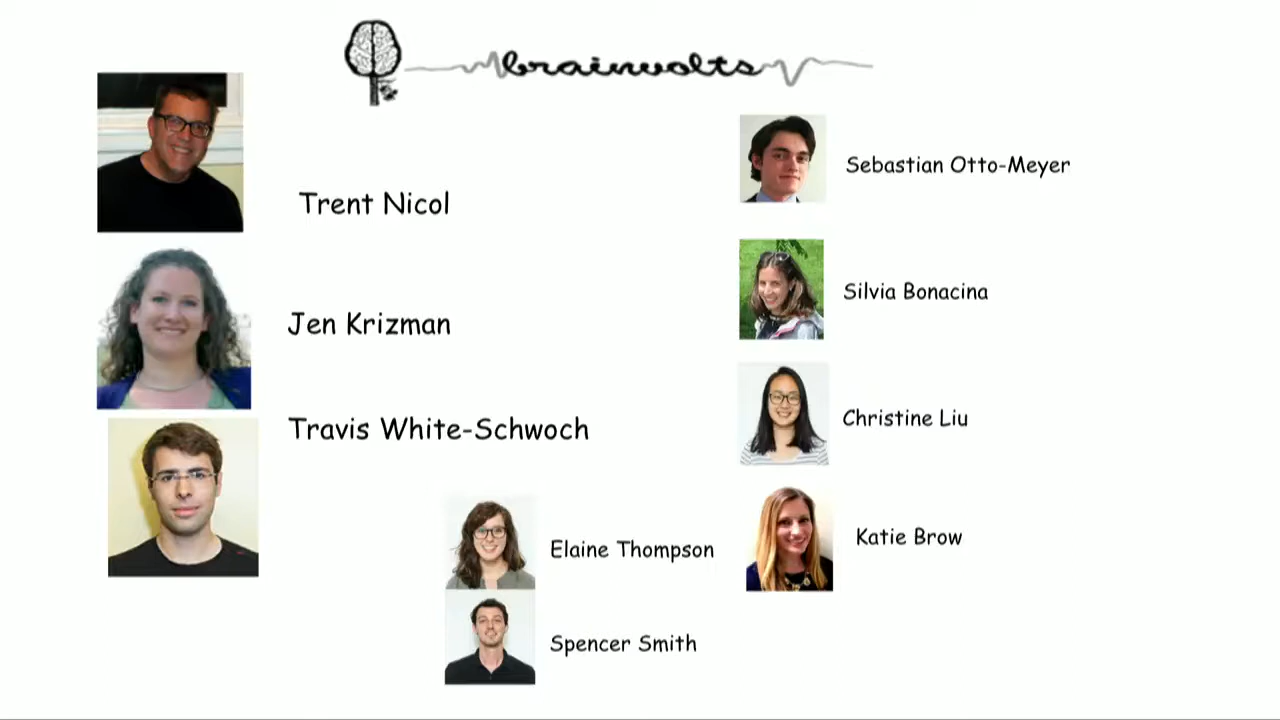 brainvolts
Trent Nicol
Jen Krizman
Travis White-Schwoch
Elaine Thompson
Spencer Smith
Sebastian Otto-Meyer
Silvia Bonacina
Christine Liu
Katie Brow